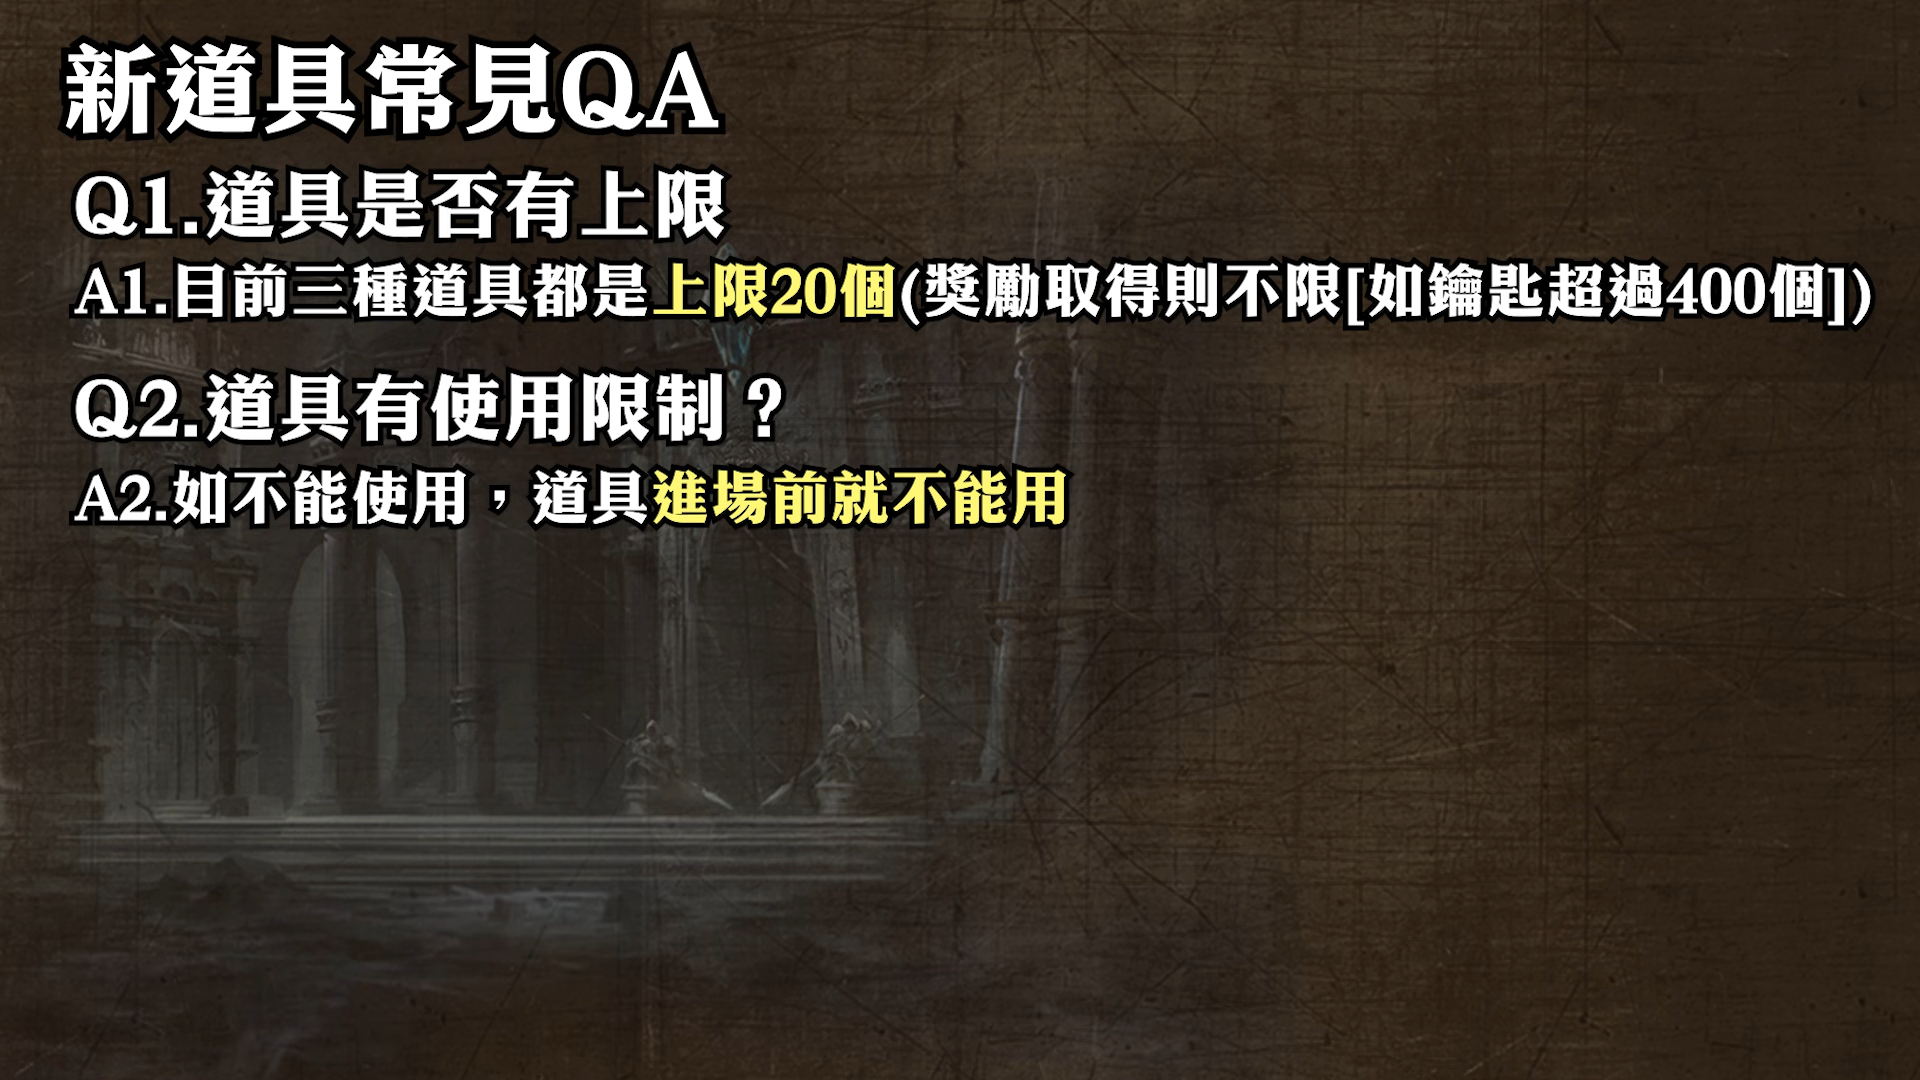 新道具常見QA
Q1.道具是否有上限
A1.目前三種道具都是上限20個(獎勵取得則不限[如鑰匙超過400個])
Q2.道具有使用限制？
A2.如不能使用，道具進場前就不能用